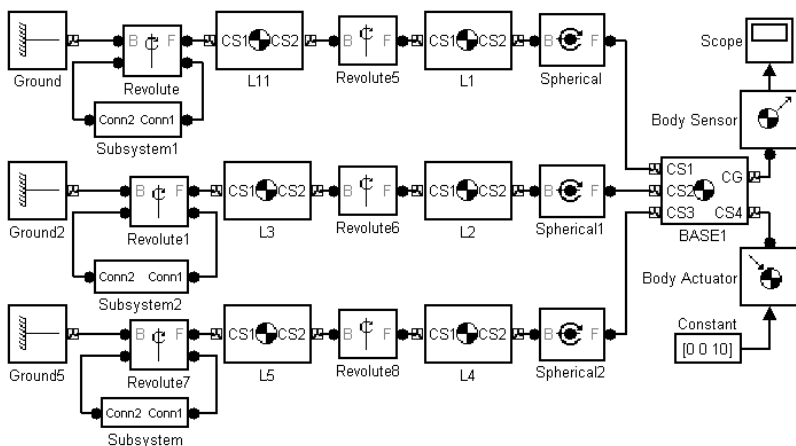 Scope
B F CS1 CS2 B F CS1 CS2 B F
Ground
Revolute
L11
Revolute5
L1
Spherical
Conn2 Conn1
Subsystem1
Body Sensor
CS1 CG
CS2
CS3 CS4
BASE1
B F CS1 CS2 B F CS1 CS2 B F
Ground2
Revolute1
L3
Revolute6
L2
Spherical1
Conn2 Conn1
Subsystem2
Body Actuator
Constant
[0 0 10]
B F CS1 CS2 B F CS1 CS2 B F
Ground5
Revolute7
L5
Revolute8
L4
Spherical2
Conn2 Conn1
Subsystem